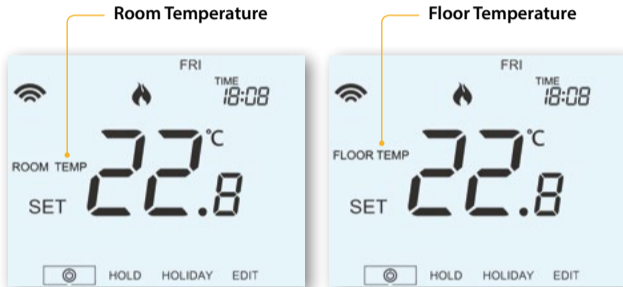 Room Temperature
FRI
TIME
18:08
ROOM TEMP
22.8 °C
SET
HOLD HOLIDAY EDIT
Floor Temperature
FRI
TIME
18:08
FLOOR TEMP
22.8 °C
SET
HOLD HOLIDAY EDIT